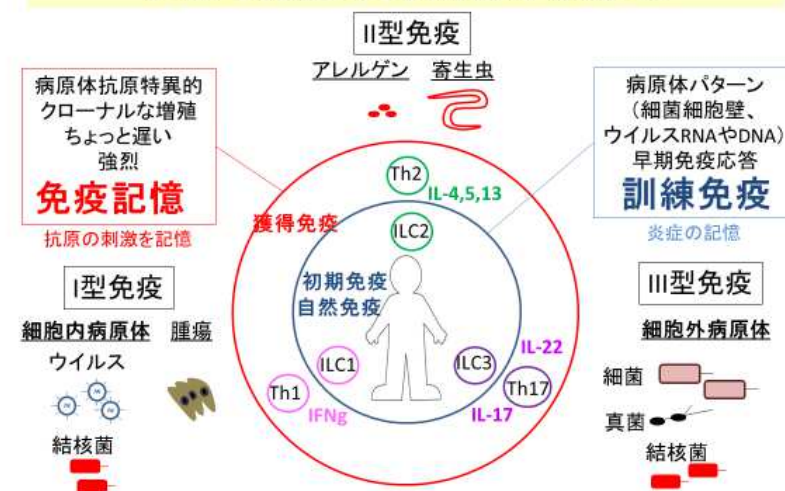 II型免疫
アレルゲン 寄生虫
病原体抗原特異的
クローナルな増殖
ちょっと遅い
強烈
免疫記憶
抗原の刺激を記憶
病原体パターン
（細菌細胞壁、
ウイルスRNAやDNA）
早期免疫応答
訓練免疫
炎症の記憶
Th2
IL-4,5,13
獲得免疫
ILC2
初期免疫
自然免疫
ILC1
ILC3
IL-22
Th1
IFNg
IL-17
Th17
I型免疫
細胞内病原体 腫瘍
ウイルス
結核菌
III型免疫
細胞外病原体
細菌
真菌
結核菌